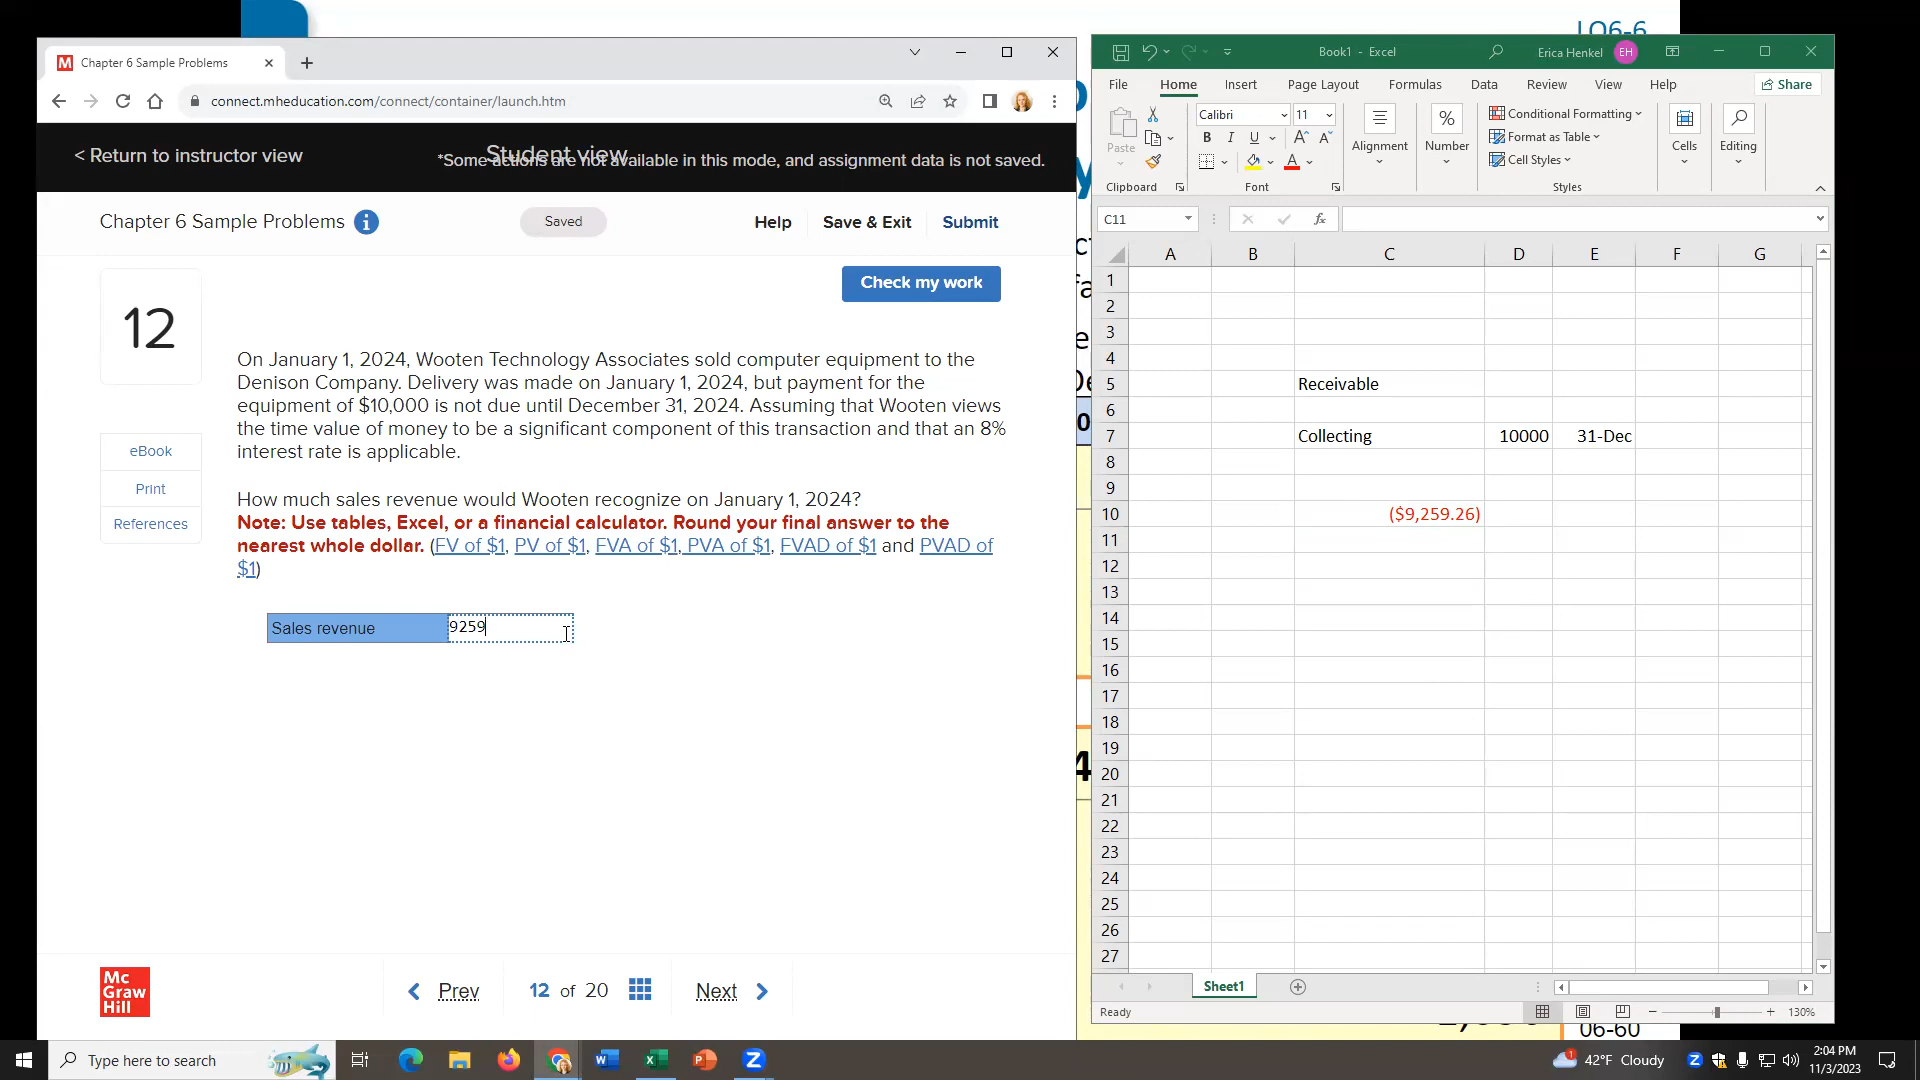 LO6-6
Chapter 6 Sample Problems
connect.mheducation.com/connect/container/launch.htm
< Return to instructor view
Student view
*Some actions are not available in this mode, and assignment data is not saved.
Chapter 6 Sample Problems
i
Saved
Help
Save & Exit
Submit
12
Check my work
On January 1, 2024, Wooten Technology Associates sold computer equipment to the
Denison Company. Delivery was made on January 1, 2024, but payment for the
equipment of $10,000 is not due until December 31, 2024. Assuming that Wooten views
the time value of money to be a significant component of this transaction and that an 8%
interest rate is applicable.
eBook
Print
References
How much sales revenue would Wooten recognize on January 1, 2024?
Note: Use tables, Excel, or a financial calculator. Round your final answer to the
nearest whole dollar. (FV of $1, PV of $1, FVA of $1, PVA of $1, FVAD of $1 and PVAD of
$1)
Sales revenue 9259
Mc
Graw
Hill
Prev
12 of 20
Next
Book1 - Excel
Erica Henkel EH
File Home Insert Page Layout Formulas Data Review View Help Share
Paste
Calibri 11
B I U A A
A
Alignment
%
Number
Conditional Formatting
Format as Table
Cell Styles
Cells
Editing
Clipboard Font Styles
C11 fx
A B C D E F G
1
2
3
4
5 Receivable
6
7 Collecting 10000 31-Dec
8
9
10 ($9,259.26)
11
12
13
14
15
16
17
18
19
20
21
22
23
24
25
26
27
Sheet1
Ready
130%
06-60
Type here to search
1
42°F Cloudy
2:04 PM
11/3/2023